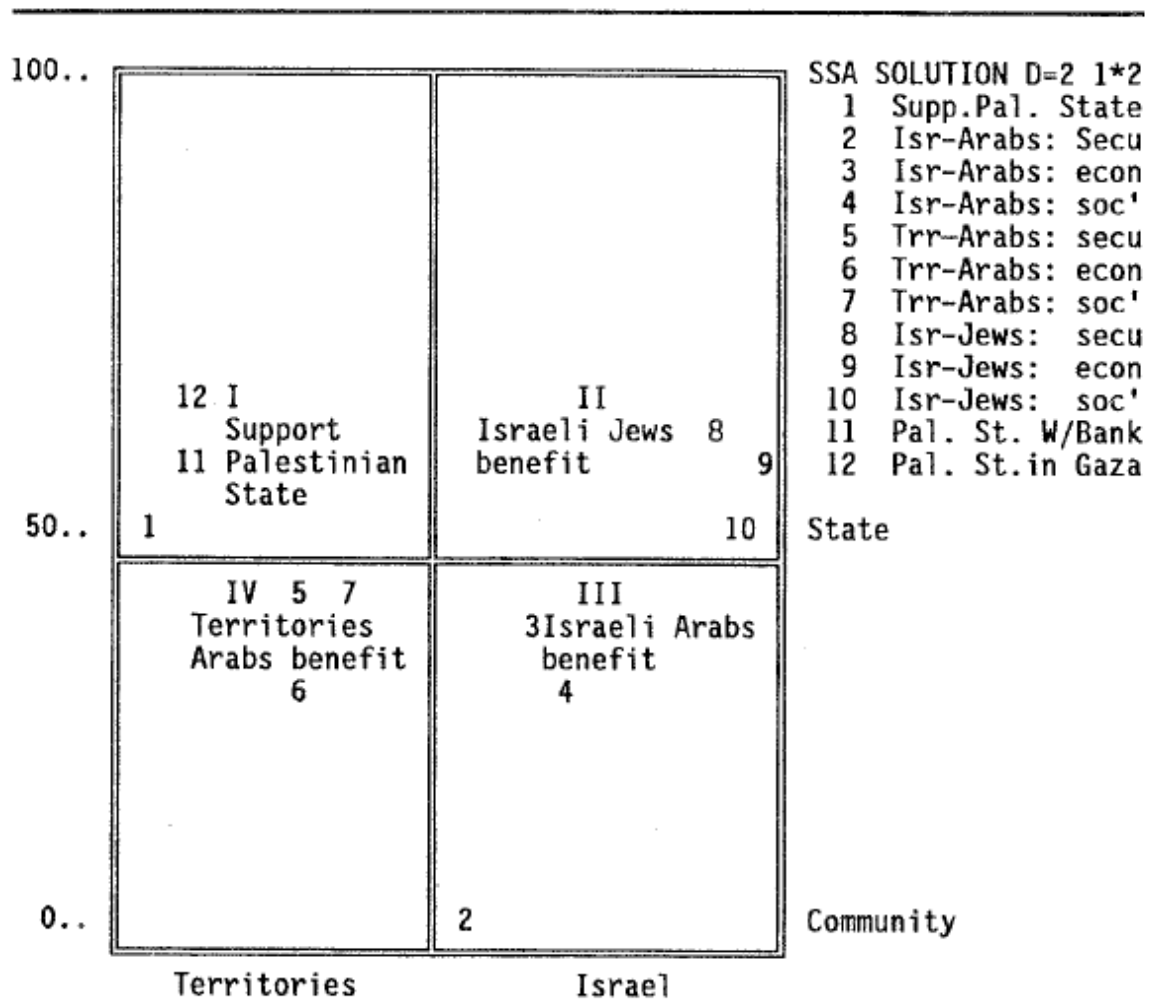 100..
SSA SOLUTION D=2 1*2
1 Supp.Pal. State
2 Isr-Arabs: Secu
3 Isr-Arabs: econ
4 Isr-Arabs: soc'
5 Trr-Arabs: secu
6 Trr-Arabs: econ
7 Trr-Arabs: soc'
8 Isr-Jews: secu
9 Isr-Jews: econ
10 Isr-Jews: soc'
11 Pal. St. W/Bank
12 Pal. St.in Gaza
12 I
Support
11 Palestinian
State
1
II
Israeli Jews 8
benefit 9
10
50..
State
IV 5 7
Territories
Arabs benefit
6
III
3Israeli Arabs
benefit
4
2
0..
Community
Territories
Israel